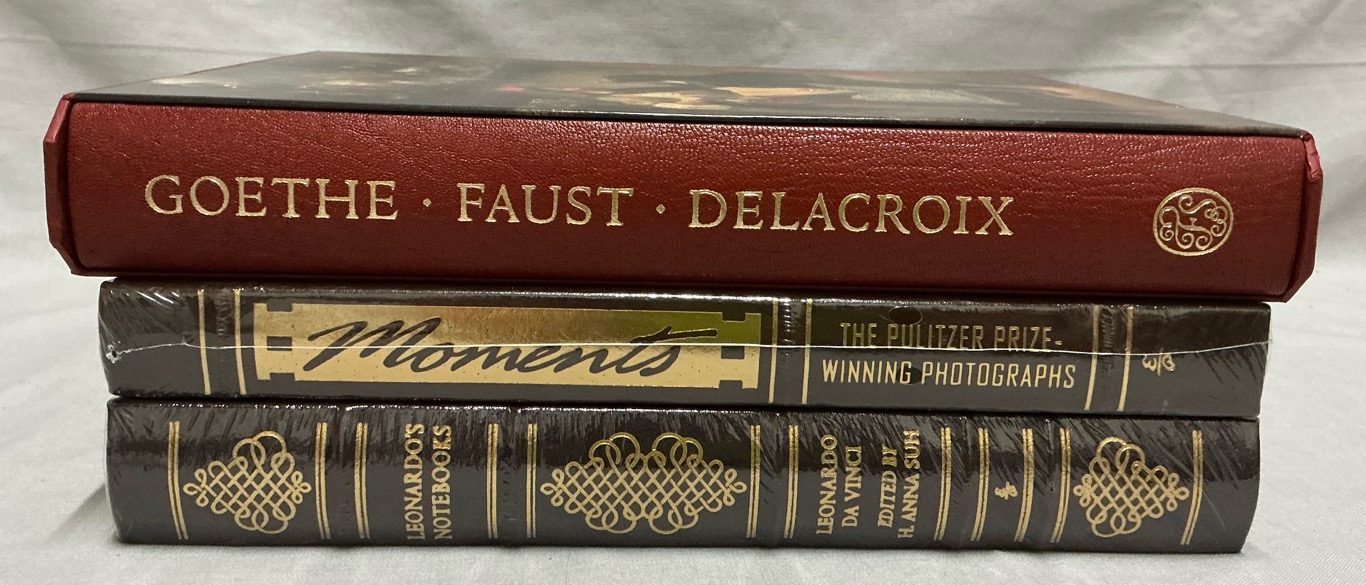 GOETHE · FAUST · DELACROIX
Moments
THE PULITZER PRIZE-
WINNING PHOTOGRAPHS
LEONARDO'S
NOTEBOOKS
LEONARDO
DA VINCI
EDITED BY
H. ANNA SUH